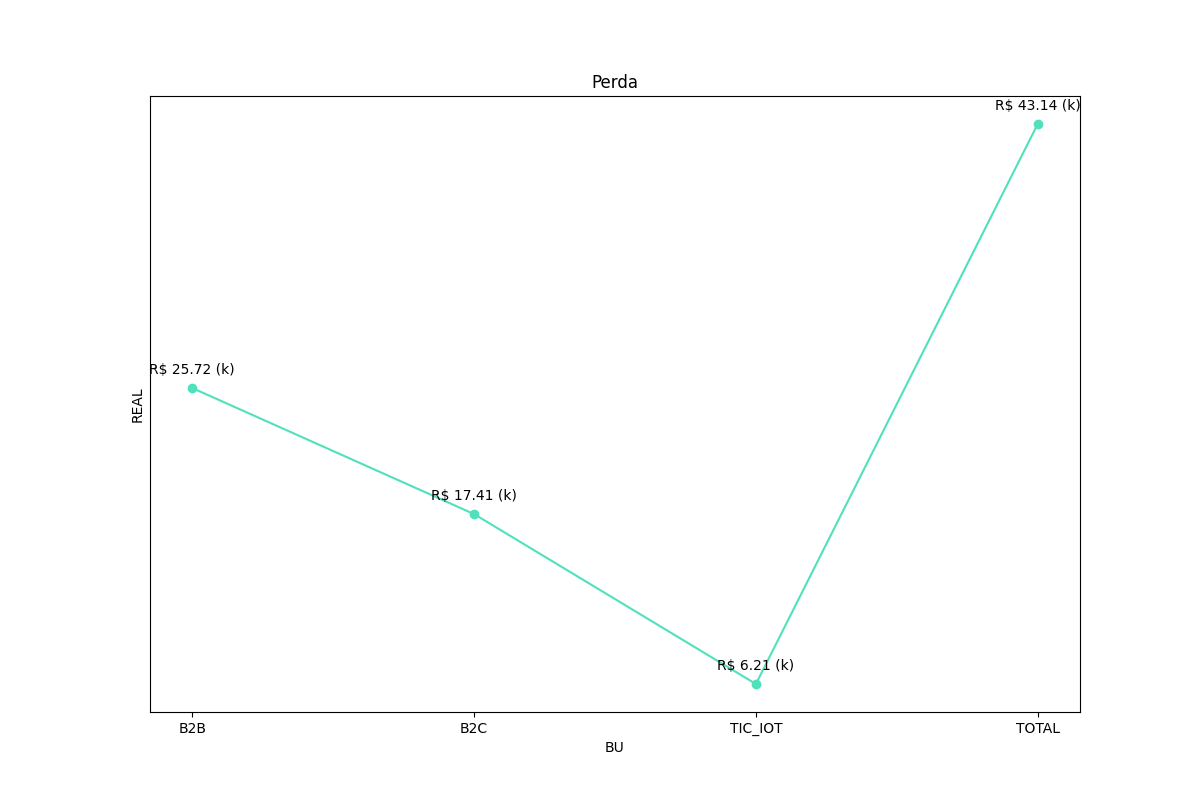 Perda
R$ 43.14 (k)
R$ 25.72 (k)
REAL
R$ 17.41 (k)
R$ 6.21 (k)
B2B B2C TIC_IOT TOTAL
BU